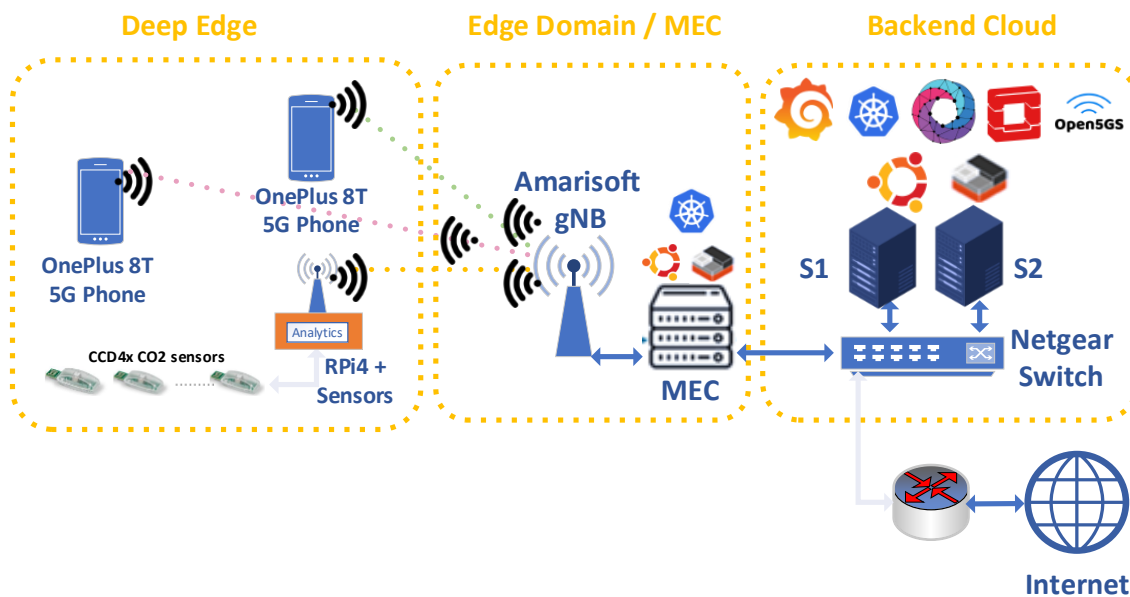 Deep Edge
Edge Domain / MEC
Backend Cloud
Open5GS
OnePlus 8T
5G Phone
OnePlus 8T
5G Phone
Amarisoft
gNB
S1
S2
Analytics
CCD4x CO2 sensors
RPi4 +
Sensors
MEC
Netgear
Switch
Internet